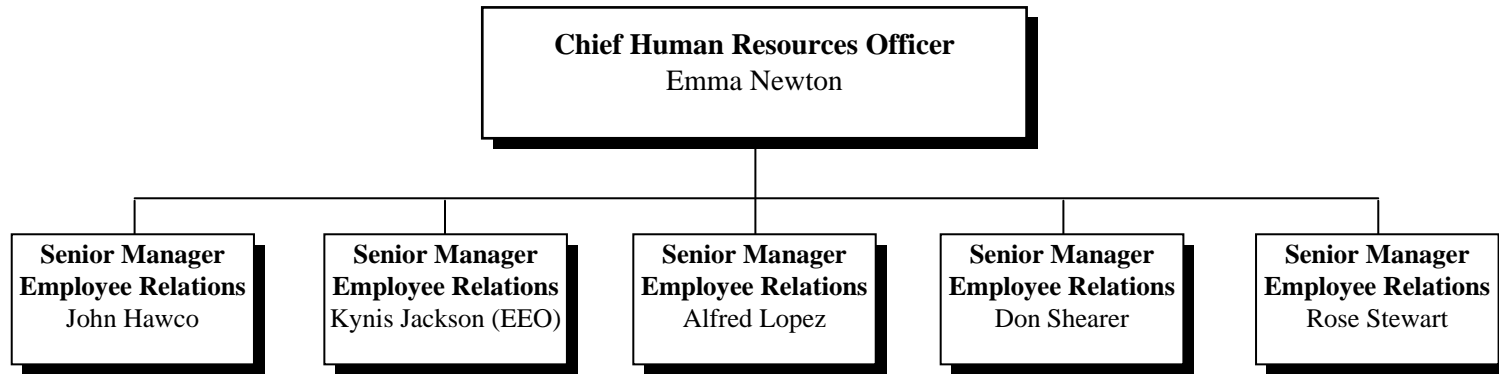 Chief Human Resources Officer
Emma Newton
Senior Manager
Employee Relations
John Hawco
Senior Manager
Employee Relations
Kynis Jackson (EEO)
Senior Manager
Employee Relations
Alfred Lopez
Senior Manager
Employee Relations
Don Shearer
Senior Manager
Employee Relations
Rose Stewart